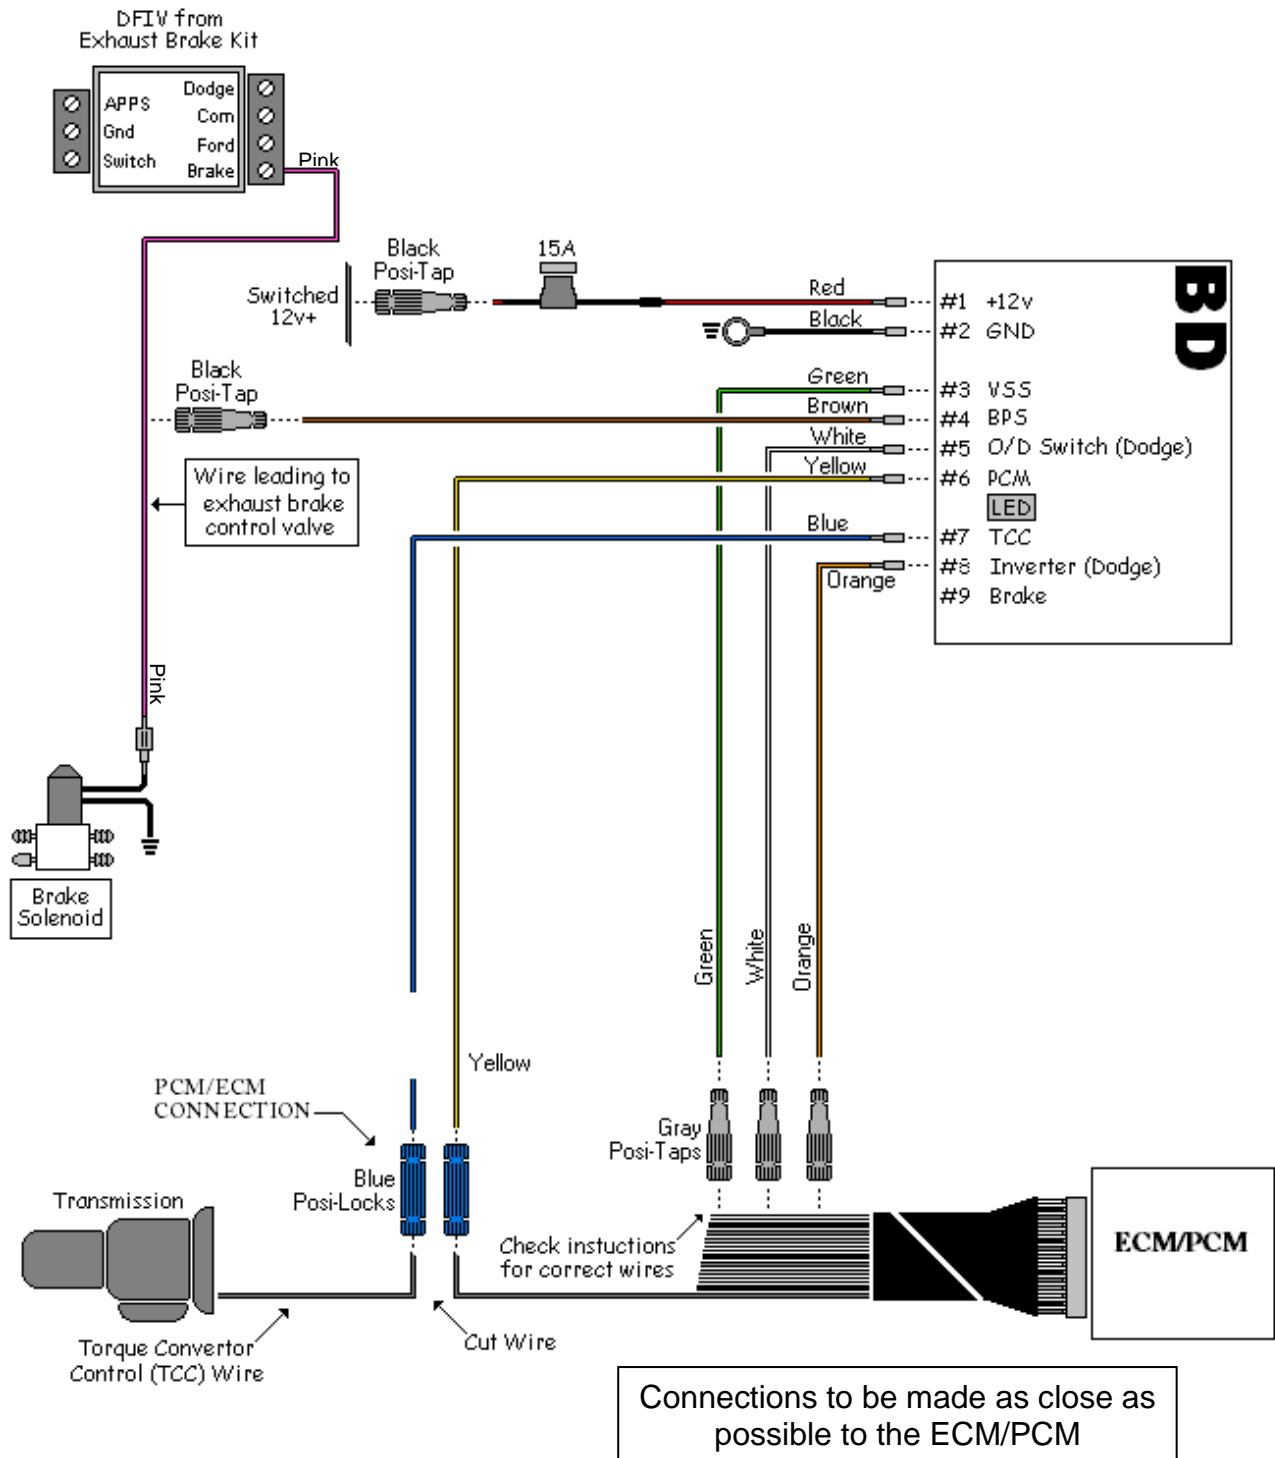 DFIV from
Exhaust Brake Kit
APPS
Gnd
Switch
Dodge
Com
Ford
Brake
Pink
Switched
12v+
Black
Posi-Tap
15A
Red
Black
#1 +12v
#2 GND
BD
Black
Posi-Tap
Green
Brown
White
Yellow
#3 VSS
#4 BPS
#5 O/D Switch (Dodge)
#6 PCM
LED
Blue
#7 TCC
Orange
#8 Inverter (Dodge)
#9 Brake
Wire leading to
exhaust brake
control valve
Pink
Brake
Solenoid
Green
White
Orange
Yellow
PCM/ECM
CONNECTION
Blue
Posi-Locks
Gray
Posi-Taps
Transmission
Check instuctions
for correct wires
ECM/PCM
Torque Convertor
Control (TCC) Wire
Cut Wire
Connections to be made as close as
possible to the ECM/PCM